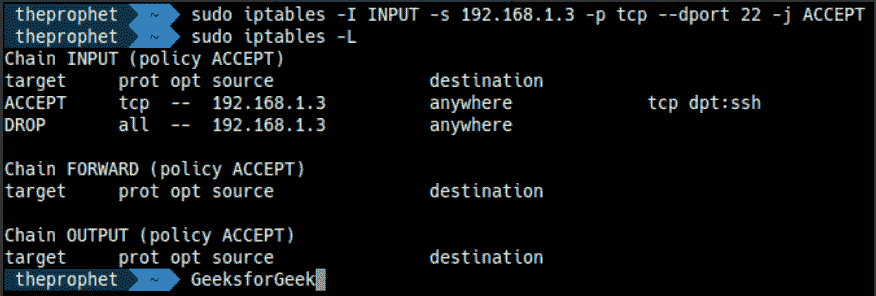 theprophet ~ sudo iptables -I INPUT -s 192.168.1.3 -p tcp --dport 22 -j ACCEPT
theprophet ~ sudo iptables -L
Chain INPUT (policy ACCEPT)
target prot opt source destination
ACCEPT tcp -- 192.168.1.3 anywhere tcp dpt:ssh
DROP all -- 192.168.1.3 anywhere
Chain FORWARD (policy ACCEPT)
target prot opt source destination
Chain OUTPUT (policy ACCEPT)
target prot opt source destination
theprophet ~ GeeksforGeek